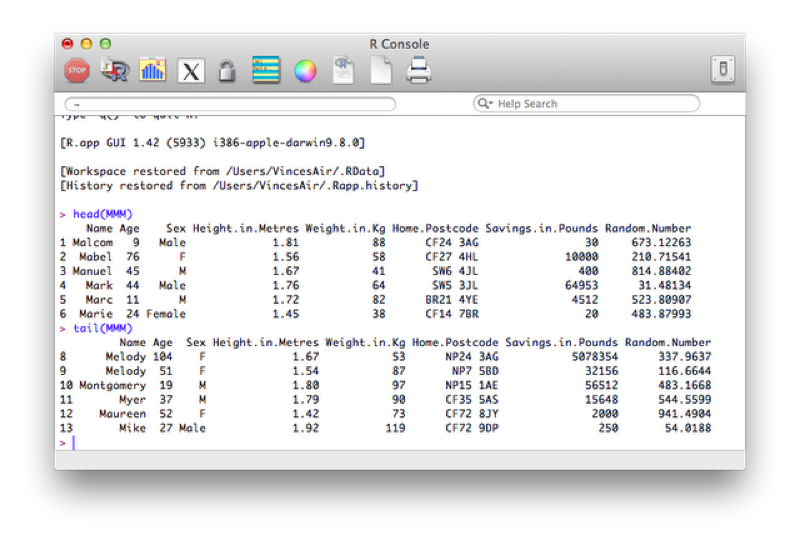 R Console
STOP
R
X
~
Help Search
Type 'q()' to quit R.
[R.app GUI 1.42 (5933) i386-apple-darwin9.8.0]
[Workspace restored from /Users/VincesAir/.RData]
[History restored from /Users/VincesAir/.Rapp.history]
> head(MMM)
Name Age Sex Height.in.Metres Weight.in.Kg Home.Postcode Savings.in.Pounds Random.Number
1 Malcom 9 Male 1.81 88 CF24 3AG 30 673.12263
2 Mabel 76 F 1.56 58 CF27 4HL 10000 210.71541
3 Manuel 45 M 1.67 41 SW6 4JL 400 814.88402
4 Mark 44 Male 1.76 64 SW5 3JL 64953 31.48134
5 Marc 11 M 1.72 82 BR21 4YE 4512 523.80907
6 Marie 24 Female 1.45 38 CF14 7BR 20 483.87993
> tail(MMM)
Name Age Sex Height.in.Metres Weight.in.Kg Home.Postcode Savings.in.Pounds Random.Number
8 Melody 104 F 1.67 53 NP24 3AG 5078354 337.9637
9 Melody 51 F 1.54 87 NP7 5BD 32156 116.6644
10 Montgomery 19 M 1.80 97 NP15 1AE 56512 483.1668
11 Myer 37 M 1.79 90 CF35 5AS 15648 544.5599
12 Maureen 52 F 1.42 73 CF72 8JY 2000 941.4904
13 Mike 27 Male 1.92 119 CF72 9DP 250 54.0188
>